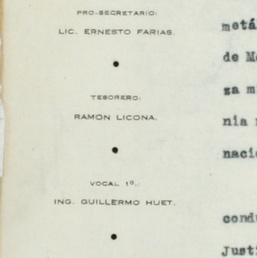 PRO-SECRETARIO:
LIC. ERNESTO FARIAS.
TESORERO:
RAMON LICONA.
VOCAL 1º.:
ING. GUILLERMO HUET.
metá
de M
za m
nia
nacio
condu
Justi